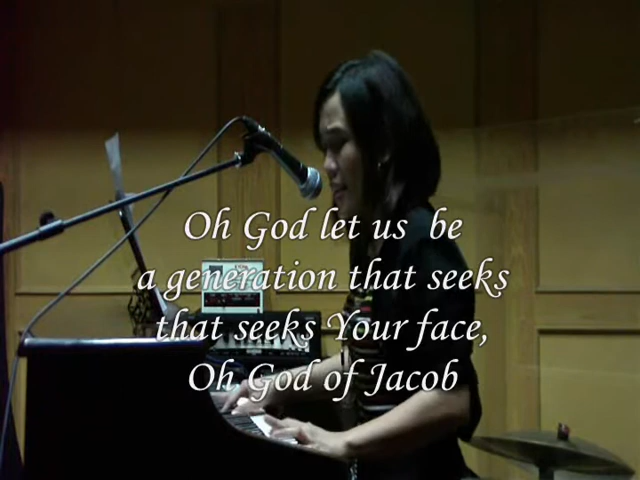 Oh God let us be
a generation that seeks
that seeks Your face,
Oh God of Jacob